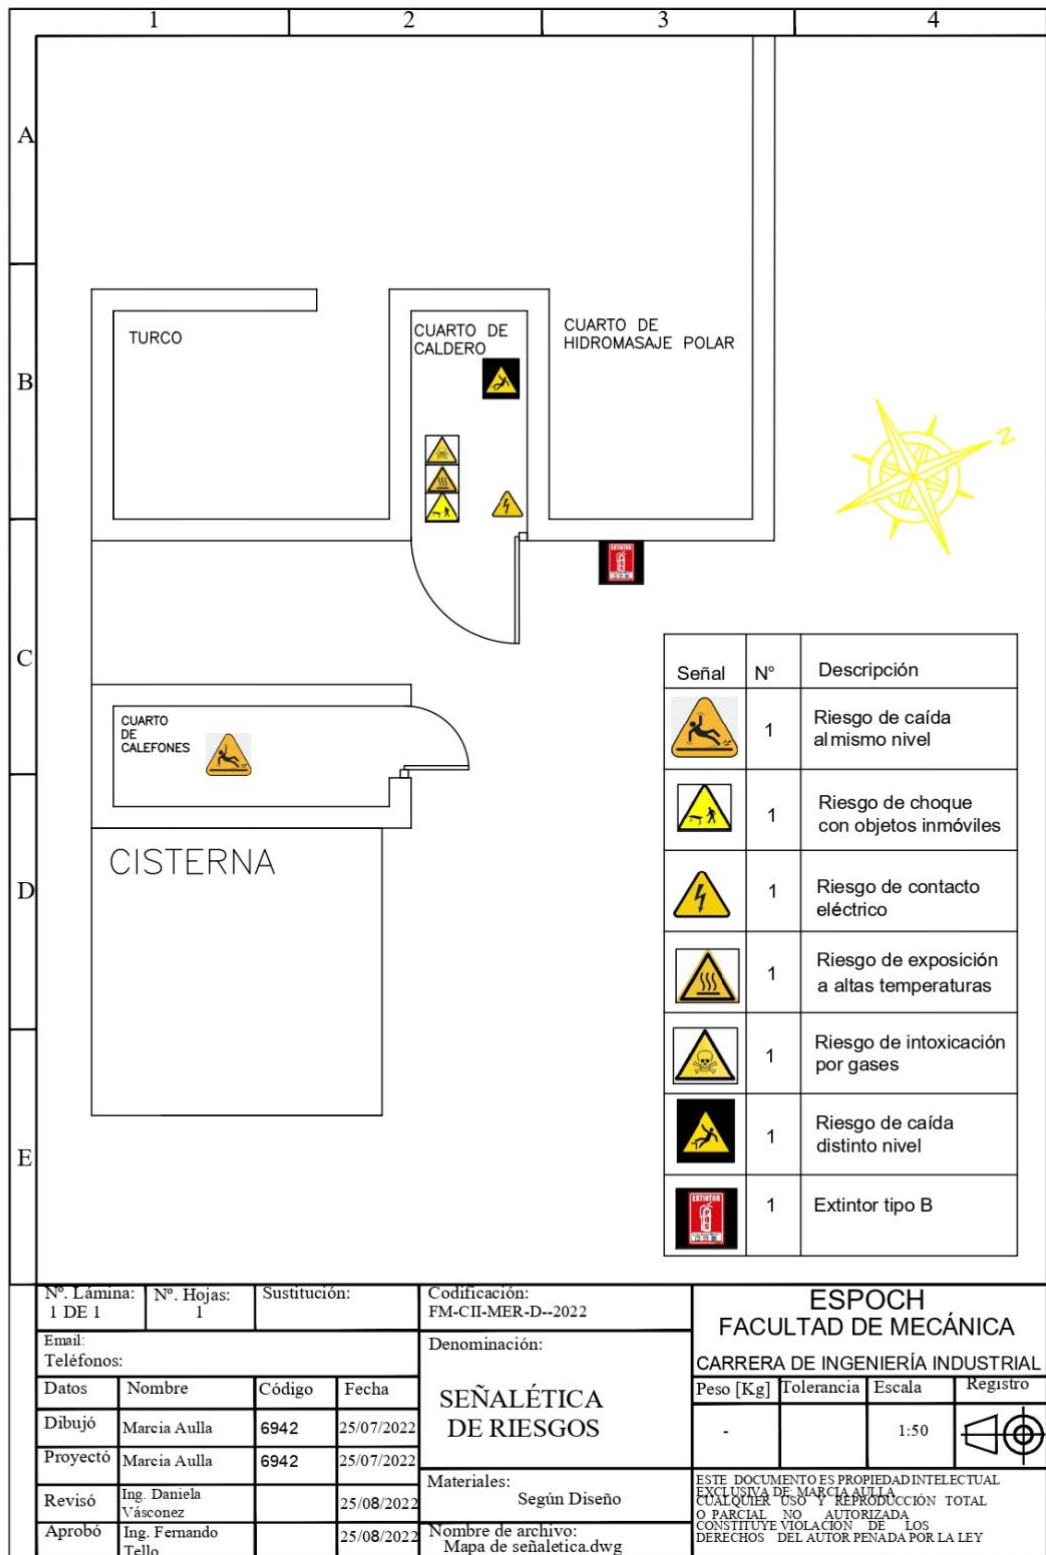 1 2 3 4
A
B
C
D
E
TURCO
CUARTO DE
CALDERO
CUARTO DE
HIDROMASAJE POLAR
N
EXTINTOR
CUARTO
DE
CALEFONES
CISTERNA
Señal N° Descripción
1 Riesgo de caída
al mismo nivel
1 Riesgo de choque
con objetos inmóviles
1 Riesgo de contacto
eléctrico
1 Riesgo de exposición
a altas temperaturas
1 Riesgo de intoxicación
por gases
1 Riesgo de caída
distinto nivel
EXTINTOR
1 Extintor tipo B
Nº. Lámina:
1 DE 1
Nº. Hojas:
1
Sustitución:
Codificación:
FM-CII-MER-D--2022
ESPOCH
FACULTAD DE MECÁNICA
CARRERA DE INGENIERÍA INDUSTRIAL
Email:
Teléfonos:
Denominación:
SEÑALÉTICA
DE RIESGOS
Datos Nombre Código Fecha
Dibujó Marcia Aulla 6942 25/07/2022
Proyectó Marcia Aulla 6942 25/07/2022
Revisó Ing. Daniela
Vásconez
25/08/2022
Aprobó Ing. Fernando
Tello
25/08/2022
Peso [Kg] Tolerancia Escala Registro
- 1:50
Materiales:
Según Diseño
Nombre de archivo:
Mapa de señaletica.dwg
ESTE DOCUMENTO ES PROPIEDAD INTELECTUAL
EXCLUSIVA DE: MARCIA AULLA
CUALQUIER USO Y REPRODUCCIÓN TOTAL
O PARCIAL NO AUTORIZADA
CONSTITUYE VIOLACIÓN DE LOS
DERECHOS DEL AUTOR PENADA POR LA LEY